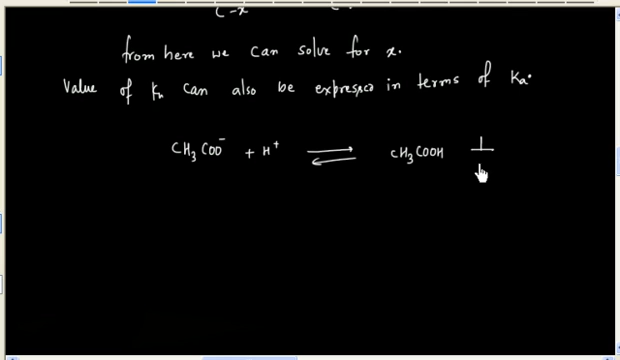 C-x
from here we can solve for x.
Value of Kh can also be expressed in terms of Ka.
CH3COO⁻ + H⁺ ⇌ CH3COOH 1